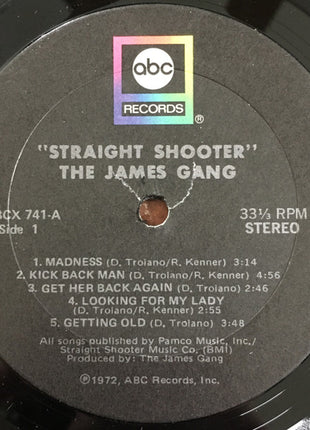 abc
RECORDS
®
"STRAIGHT SHOOTER"
THE JAMES GANG
BCX 741-A
Side 1
33⅓ RPM
STEREO
1. MADNESS (D. Troiano/R. Kenner) 3:14
2. KICK BACK MAN (D. Troiano/R. Kenner) 4:56
3. GET HER BACK AGAIN (D. Troiano) 2:46
4. LOOKING FOR MY LADY
(D. Troiano/R. Kenner) 2:55
5. GETTING OLD (D. Troiano) 3:48
All songs published by Pamco Music, Inc./
Straight Shooter Music Co. (BMI)
Produced by: The James Gang
℗1972, ABC Records, Inc.